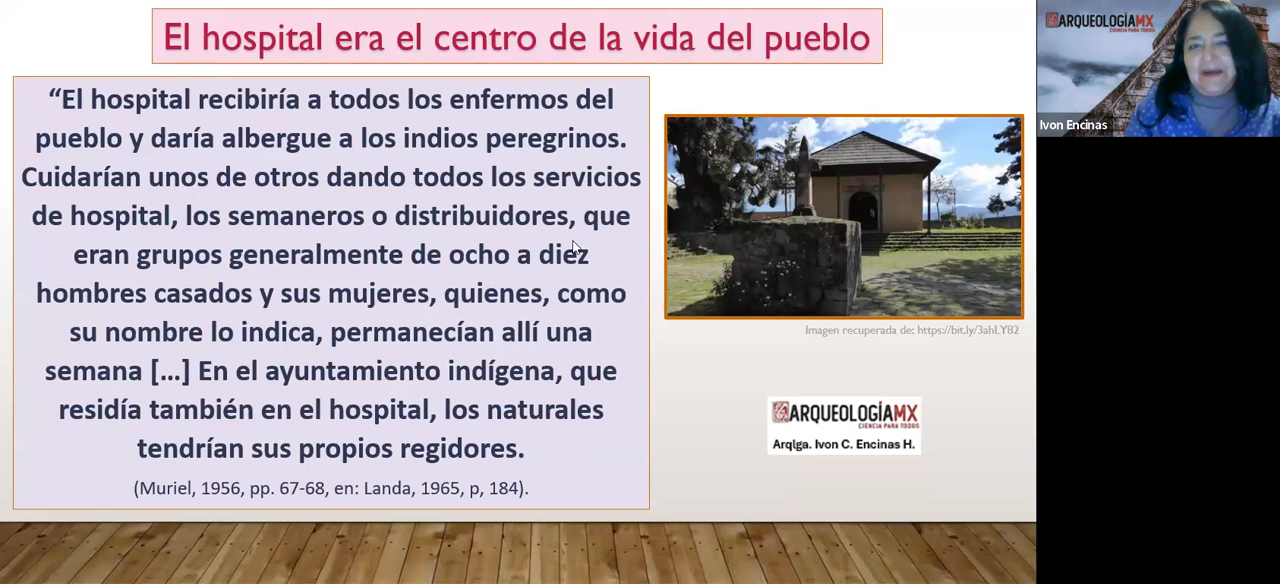 El hospital era el centro de la vida del pueblo
“El hospital recibiría a todos los enfermos del
pueblo y daría albergue a los indios peregrinos.
Cuidarían unos de otros dando todos los servicios
de hospital, los semaneros o distribuidores, que
eran grupos generalmente de ocho a diez
hombres casados y sus mujeres, quienes, como
su nombre lo indica, permanecían allí una
semana […] En el ayuntamiento indígena, que
residía también en el hospital, los naturales
tendrían sus propios regidores.
(Muriel, 1956, pp. 67-68, en: Landa, 1965, p, 184).
Imagen recuperada de: https://bit.ly/3ahLY82
ARQUEOLOGÍAMX
CIENCIA PARA TODOS
Arqlga. Ivon C. Encinas H.
ARQUEOLOGÍAMX
CIENCIA PARA TODOS
Ivon Encinas